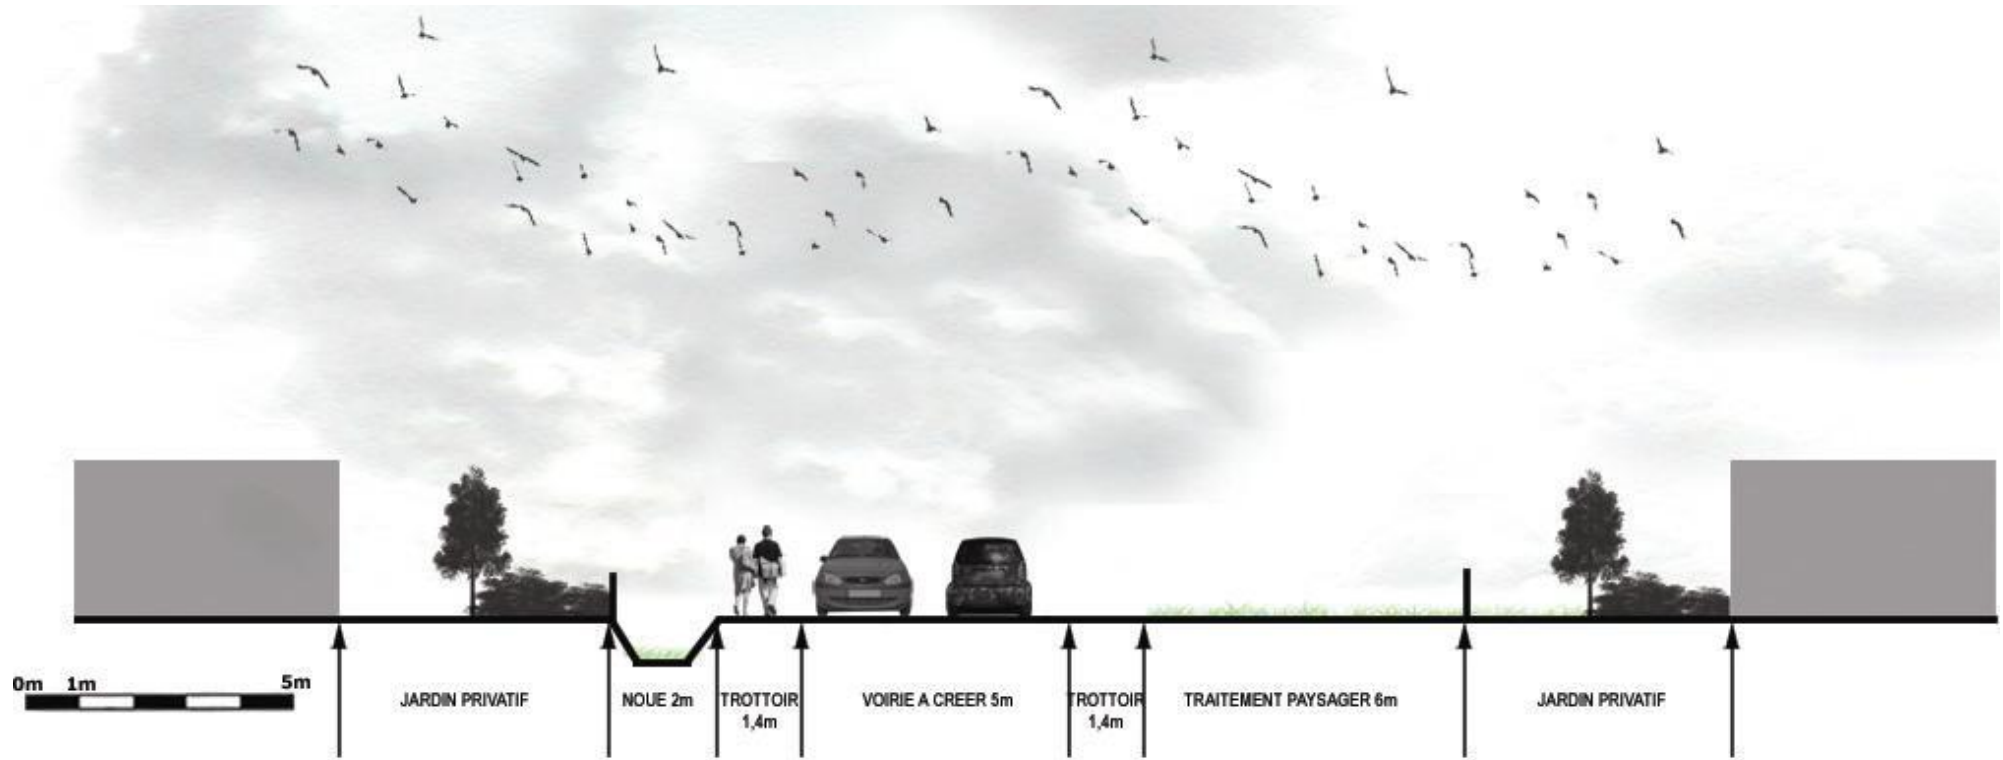 0m 1m 5m
JARDIN PRIVATIF
NOUE 2m
TROTTOIR
1,4m
VOIRIE A CREER 5m
TROTTOIR
1,4m
TRAITEMENT PAYSAGER 6m
JARDIN PRIVATIF